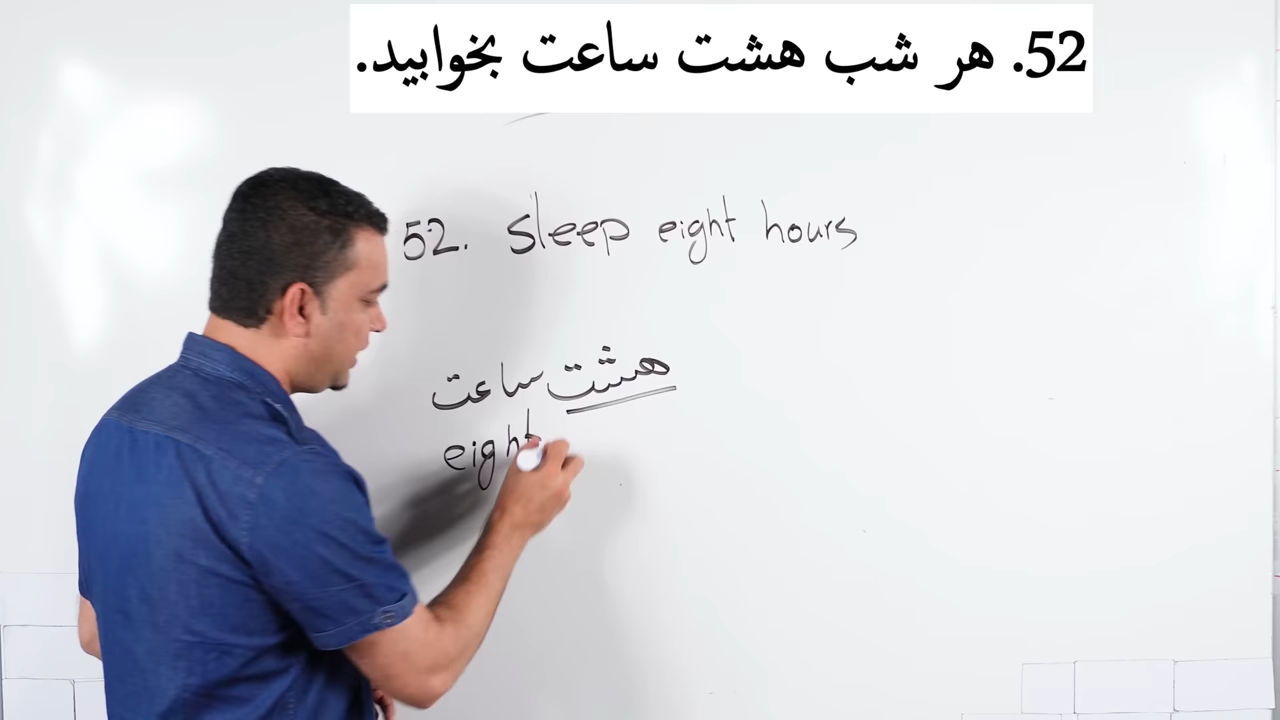 52. هر شب هشت ساعت بخوابید.
52. sleep eight hours
هشت ساعت
eight